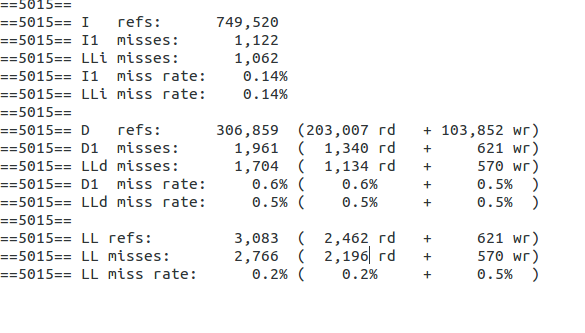 ==5015==
==5015== I   refs:      749,520
==5015== I1  misses:      1,122
==5015== LLi misses:      1,062
==5015== I1  miss rate:    0.14%
==5015== LLi miss rate:    0.14%
==5015==
==5015== D   refs:      306,859  (203,007 rd   + 103,852 wr)
==5015== D1  misses:      1,961  (  1,340 rd   +     621 wr)
==5015== LLd misses:      1,704  (  1,134 rd   +     570 wr)
==5015== D1  miss rate:     0.6% (    0.6%     +     0.5%  )
==5015== LLd miss rate:     0.5% (    0.5%     +     0.5%  )
==5015==
==5015== LL refs:         3,083  (  2,462 rd   +     621 wr)
==5015== LL misses:       2,766  (  2,196 rd   +     570 wr)
==5015== LL miss rate:      0.2% (    0.2%     +     0.5%  )